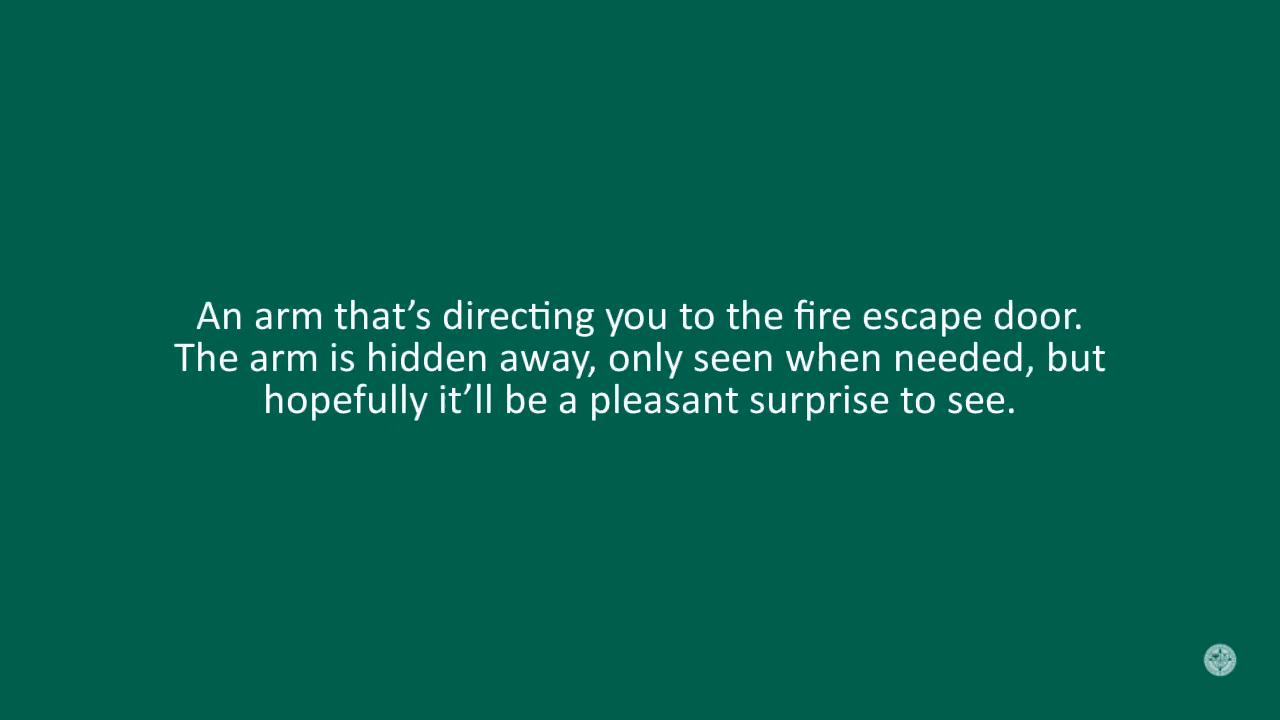 An arm that’s directing you to the fire escape door.
The arm is hidden away, only seen when needed, but
hopefully it’ll be a pleasant surprise to see.